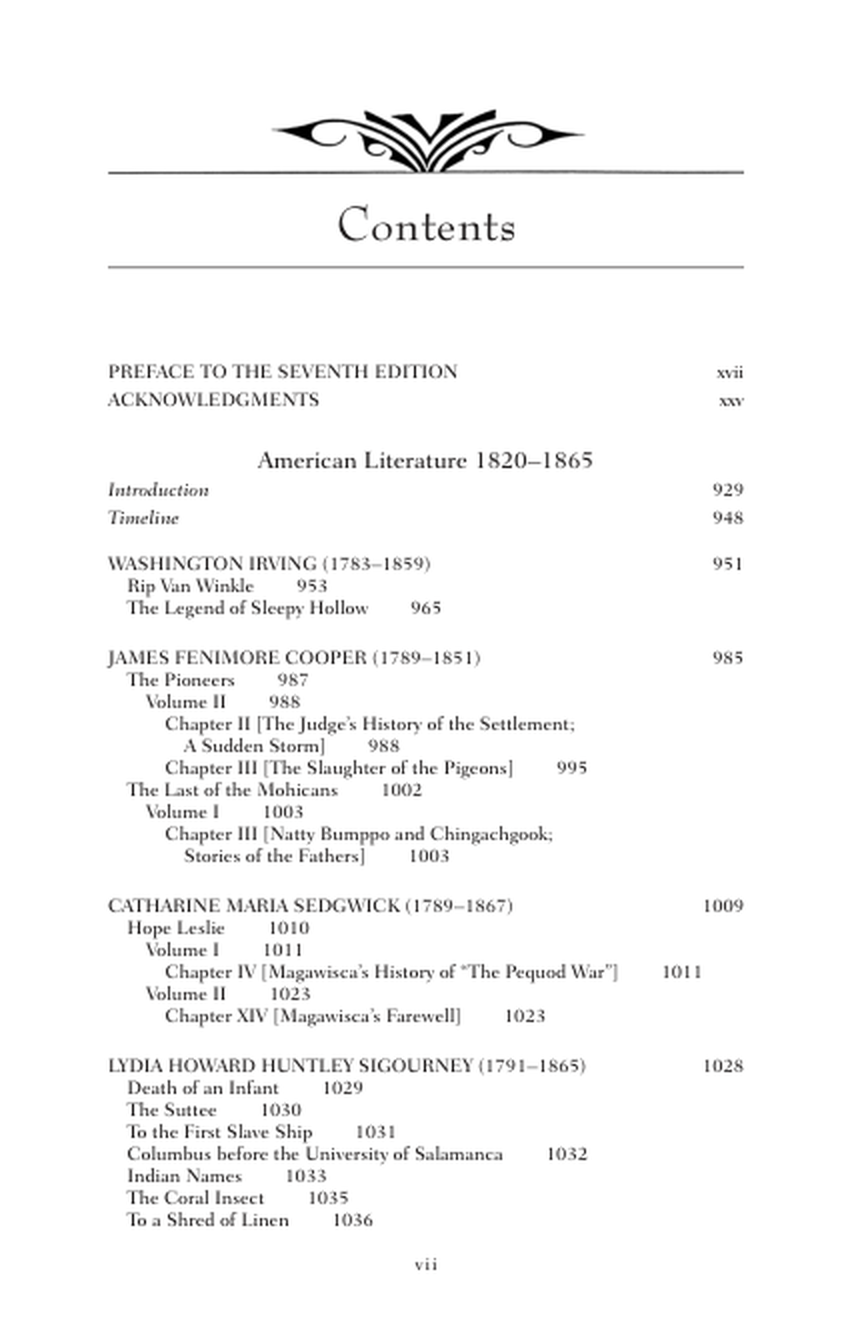 Contents
PREFACE TO THE SEVENTH EDITION xvii
ACKNOWLEDGMENTS xxv
American Literature 1820–1865
Introduction 929
Timeline 948
WASHINGTON IRVING (1783–1859) 951
Rip Van Winkle 953
The Legend of Sleepy Hollow 965
JAMES FENIMORE COOPER (1789–1851) 985
The Pioneers 987
Volume II 988
Chapter II [The Judge's History of the Settlement;
A Sudden Storm] 988
Chapter III [The Slaughter of the Pigeons] 995
The Last of the Mohicans 1002
Volume I 1003
Chapter III [Natty Bumppo and Chingachgook;
Stories of the Fathers] 1003
CATHARINE MARIA SEDGWICK (1789–1867) 1009
Hope Leslie 1010
Volume I 1011
Chapter IV [Magawisca's History of "The Pequod War"] 1011
Volume II 1023
Chapter XIV [Magawisca's Farewell] 1023
LYDIA HOWARD HUNTLEY SIGOURNEY (1791–1865) 1028
Death of an Infant 1029
The Suttee 1030
To the First Slave Ship 1031
Columbus before the University of Salamanca 1032
Indian Names 1033
The Coral Insect 1035
To a Shred of Linen 1036
vii